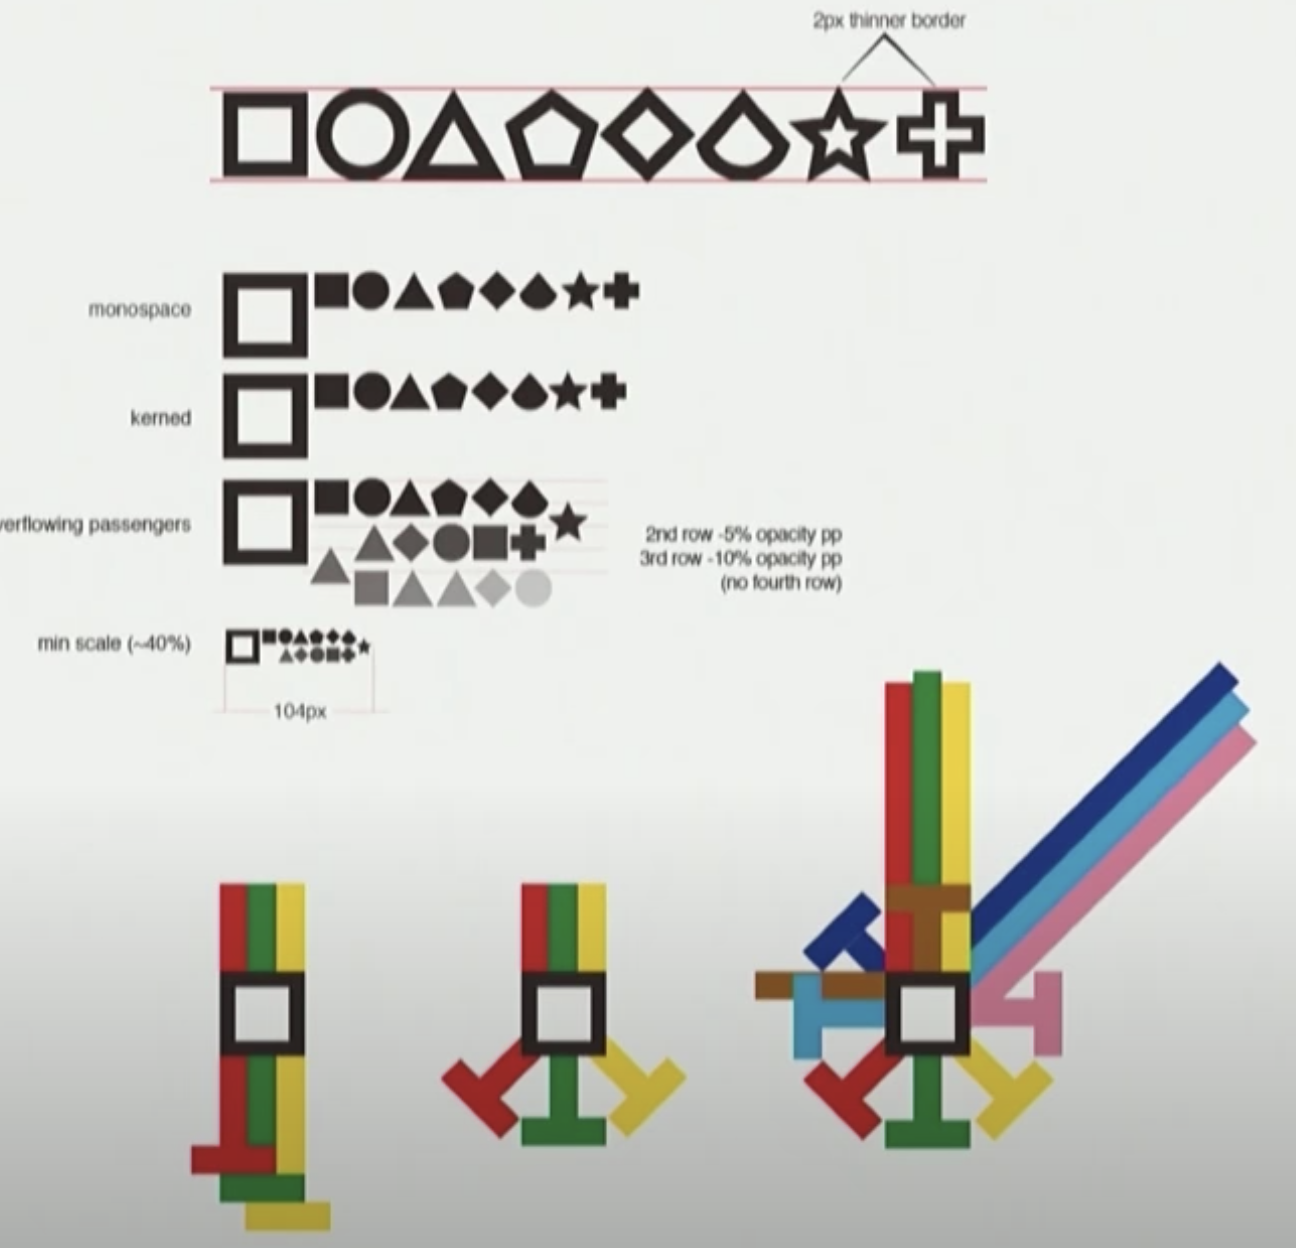 2px thinner border
monospace
kerned
verflowing passengers
2nd row -5% opacity pp
3rd row -10% opacity pp
(no fourth row)
min scale (~40%)
104px